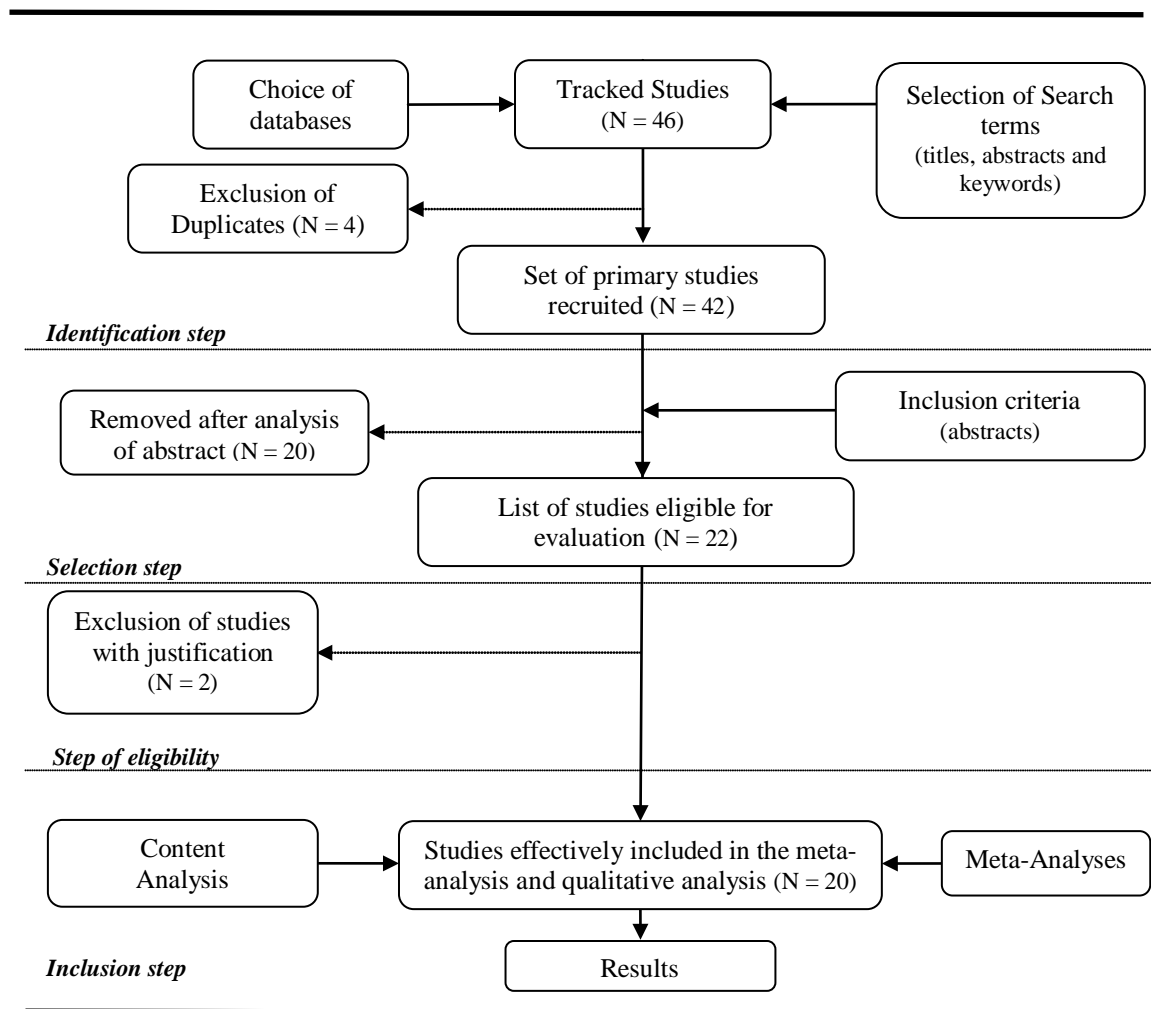 Choice of
databases
Tracked Studies
(N = 46)
Selection of Search
terms
(titles, abstracts and
keywords)
Exclusion of
Duplicates (N = 4)
Set of primary studies
recruited (N = 42)
Identification step
Removed after analysis
of abstract (N = 20)
Inclusion criteria
(abstracts)
List of studies eligible for
evaluation (N = 22)
Selection step
Exclusion of studies
with justification
(N = 2)
Step of eligibility
Content
Analysis
Studies effectively included in the meta-
analysis and qualitative analysis (N = 20)
Meta-Analyses
Inclusion step
Results